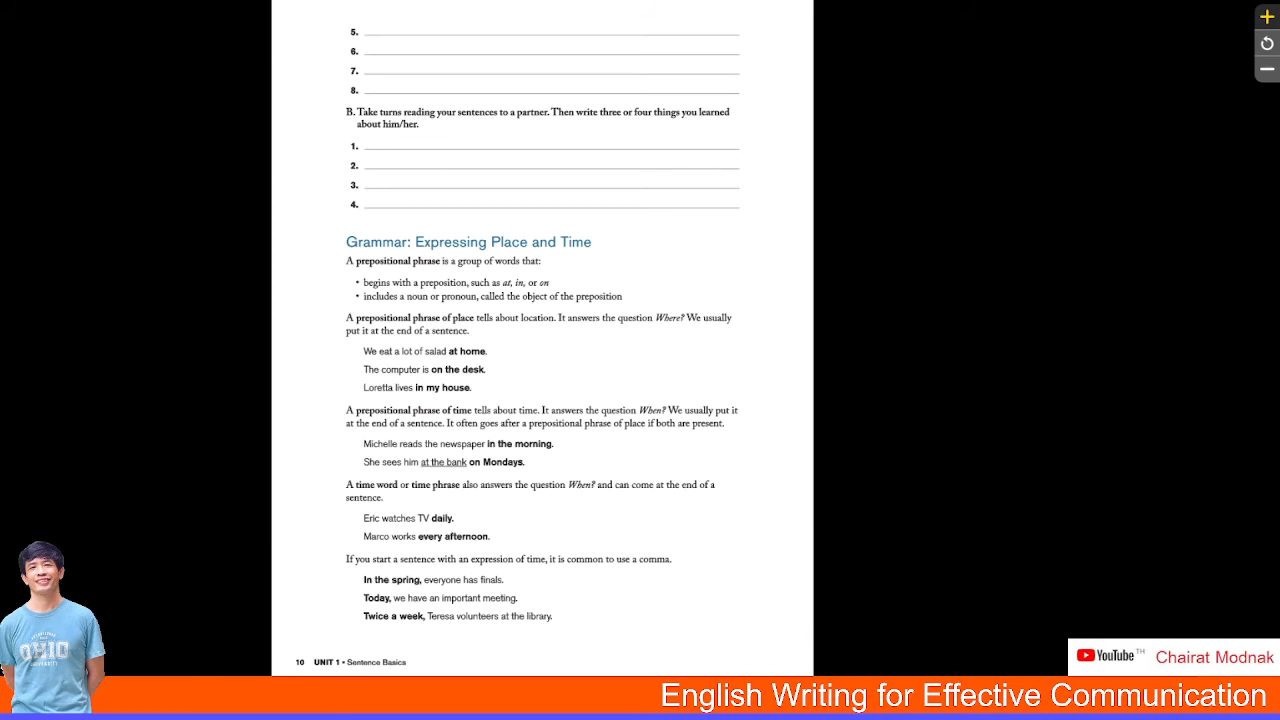 5.
6.
7.
8.
B. Take turns reading your sentences to a partner. Then write three or four things you learned
about him/her.
1.
2.
3.
4.
Grammar: Expressing Place and Time
A prepositional phrase is a group of words that:
• begins with a preposition, such as at, in, or on
• includes a noun or pronoun, called the object of the preposition
A prepositional phrase of place tells about location. It answers the question Where? We usually
put it at the end of a sentence.
We eat a lot of salad at home.
The computer is on the desk.
Loretta lives in my house.
A prepositional phrase of time tells about time. It answers the question When? We usually put it
at the end of a sentence. It often goes after a prepositional phrase of place if both are present.
Michelle reads the newspaper in the morning.
She sees him at the bank on Mondays.
A time word or time phrase also answers the question When? and can come at the end of a
sentence.
Eric watches TV daily.
Marco works every afternoon.
If you start a sentence with an expression of time, it is common to use a comma.
In the spring, everyone has finals.
Today, we have an important meeting.
Twice a week, Teresa volunteers at the library.
10 UNIT 1 • Sentence Basics
OHIO
UNIVERSITY
YouTube TH Chairat Modnak
English Writing for Effective Communication